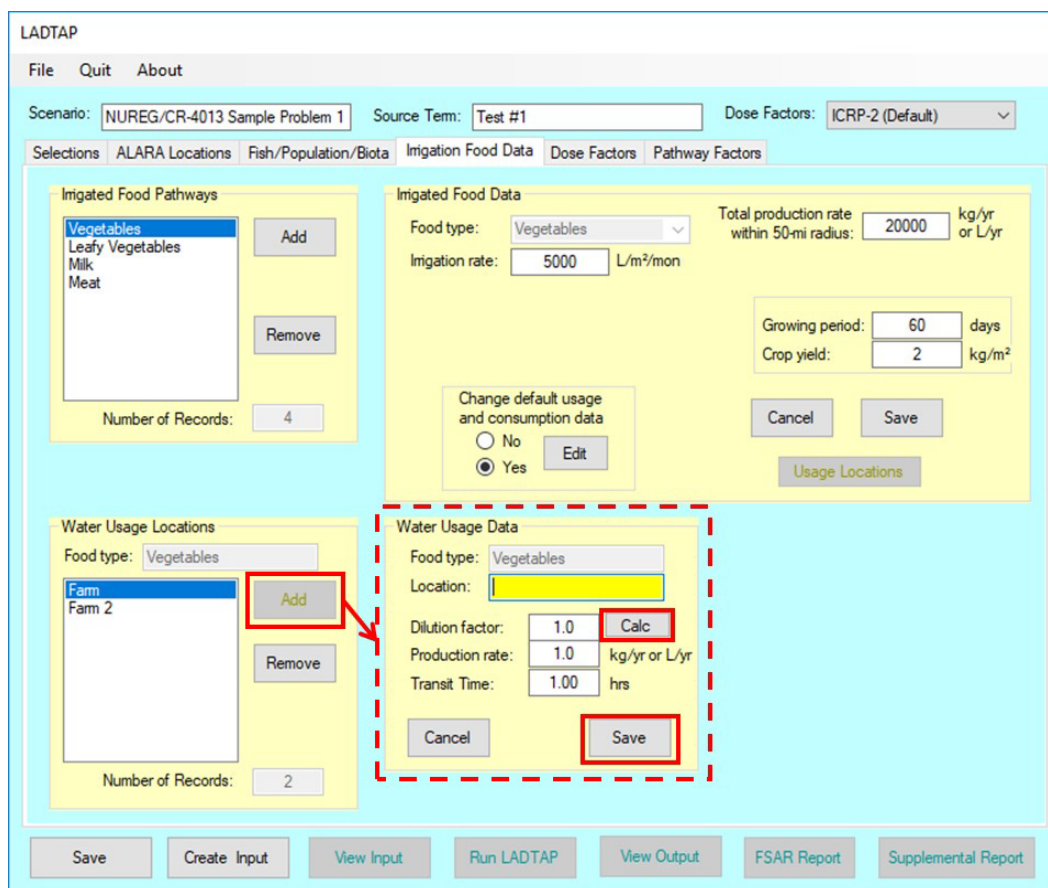 LADTAP
File Quit About
Scenario: NUREG/CR-4013 Sample Problem 1 Source Term: Test #1 Dose Factors: ICRP-2 (Default)
Selections ALARA Locations Fish/Population/Biota Irrigation Food Data Dose Factors Pathway Factors
Irrigated Food Pathways
Vegetables
Leafy Vegetables
Milk
Meat
Add
Remove
Number of Records: 4
Irrigated Food Data
Food type: Vegetables
Total production rate
within 50-mi radius: 20000 kg/yr
or L/yr
Irrigation rate: 5000 L/m²/mon
Growing period: 60 days
Crop yield: 2 kg/m²
Change default usage
and consumption data
No
Yes
Edit
Cancel Save
Usage Locations
Water Usage Locations
Food type: Vegetables
Farm
Farm 2
Add
Remove
Number of Records: 2
Water Usage Data
Food type: Vegetables
Location:
Dilution factor: 1.0 Calc
Production rate: 1.0 kg/yr or L/yr
Transit Time: 1.00 hrs
Cancel Save
Save Create Input View Input Run LADTAP View Output FSAR Report Supplemental Report